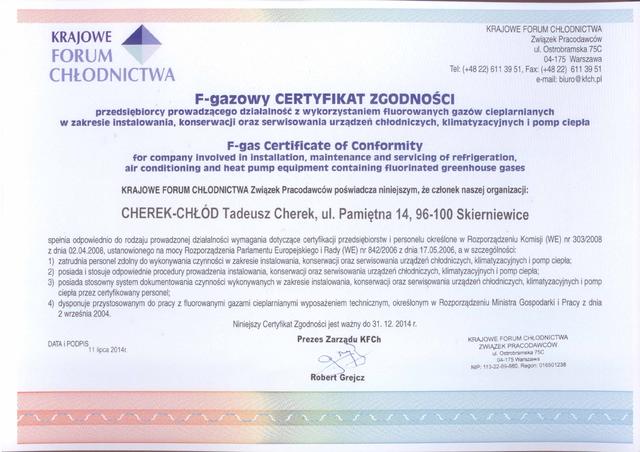 KRAJOWE
FORUM
CHŁODNICTWA
KRAJOWE FORUM CHŁODNICTWA
Związek Pracodawców
ul. Ostrobramska 75C
04-175 Warszawa
Tel: (+48 22) 611 39 51, Fax: (+48 22) 611 39 51
e-mail: biuro@kfch.pl
F-gazowy CERTYFIKAT ZGODNOŚCI
przedsiębiorcy prowadzącego działalność z wykorzystaniem fluorowanych gazów cieplarnianych
w zakresie instalowania, konserwacji oraz serwisowania urządzeń chłodniczych, klimatyzacyjnych i pomp ciepła
F-gas Certificate of Conformity
for company involved in installation, maintenance and servicing of refrigeration,
air conditioning and heat pump equipment containing fluorinated greenhouse gases
KRAJOWE FORUM CHŁODNICTWA Związek Pracodawców poświadcza niniejszym, że członek naszej organizacji:
CHEREK-CHŁÓD Tadeusz Cherek, ul. Pamiętna 14, 96-100 Skierniewice
spełnia odpowiednio do rodzaju prowadzonej działalności wymagania dotyczące certyfikacji przedsiębiorstw i personelu określone w Rozporządzeniu Komisji (WE) nr 303/2008
z dnia 02.04.2008, ustanowionego na mocy Rozporządzenia Parlamentu Europejskiego i Rady (WE) nr 842/2006 z dnia 17.05.2006, a w szczególności:
1) zatrudnia personel zdolny do wykonywania czynności w zakresie instalowania, konserwacji oraz serwisowania urządzeń chłodniczych, klimatyzacyjnych i pomp ciepła;
2) posiada i stosuje odpowiednie procedury prowadzenia instalowania, konserwacji oraz serwisowania urządzeń chłodniczych, klimatyzacyjnych i pomp ciepła;
3) posiada stosowny system dokumentowania czynności wykonywanych w zakresie instalowania, konserwacji oraz serwisowania urządzeń chłodniczych, klimatyzacyjnych i pomp
ciepła przez certyfikowany personel;
4) dysponuje przystosowanym do pracy z fluorowanymi gazami cieplarnianymi wyposażeniem technicznym, określonym w Rozporządzeniu Ministra Gospodarki i Pracy z dnia
2 września 2004.
Niniejszy Certyfikat Zgodności jest ważny do 31. 12. 2014 r.
DATA i PODPIS
11 lipca 2014r.
Prezes Zarządu KFCh
Robert Grejcz
KRAJOWE FORUM CHŁODNICTWA
ZWIĄZEK PRACODAWCÓW
ul. Ostrobramska 75C
04-175 Warszawa
NIP: 113-22-89-880, Regon: 016501238